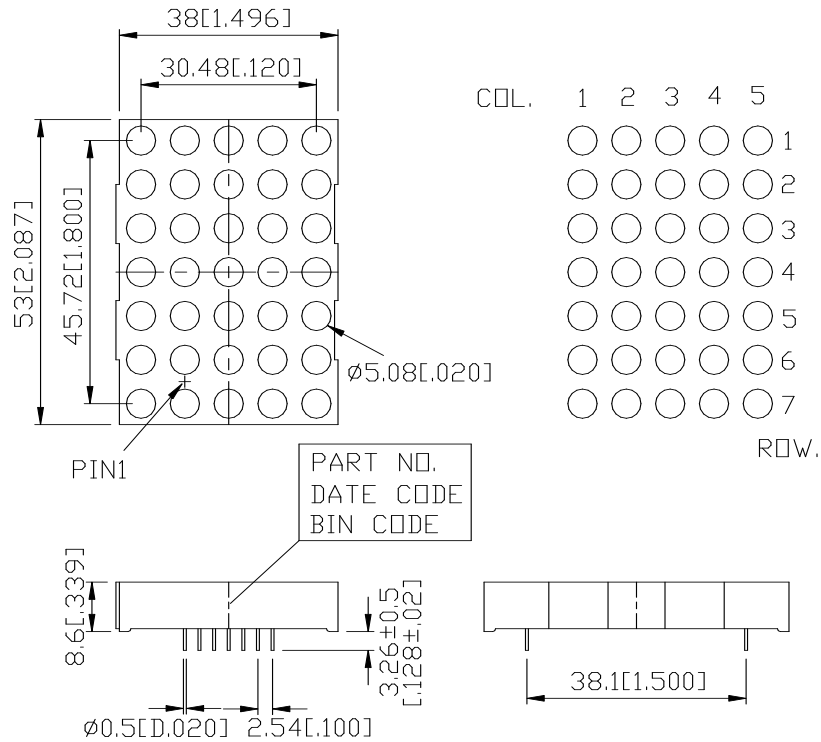 38[1.496]
30.48[.120]
COL. 1 2 3 4 5
1
2
3
4
5
6
7
ROW.
53[2.087]
45.72[1.800]
Ø5.08[.020]
PIN1
PART NO.
DATE CODE
BIN CODE
8.6[.339]
3.26±0.5
[.128±.02]
38.1[1.500]
Ø0.5[D.020] 2.54[.100]